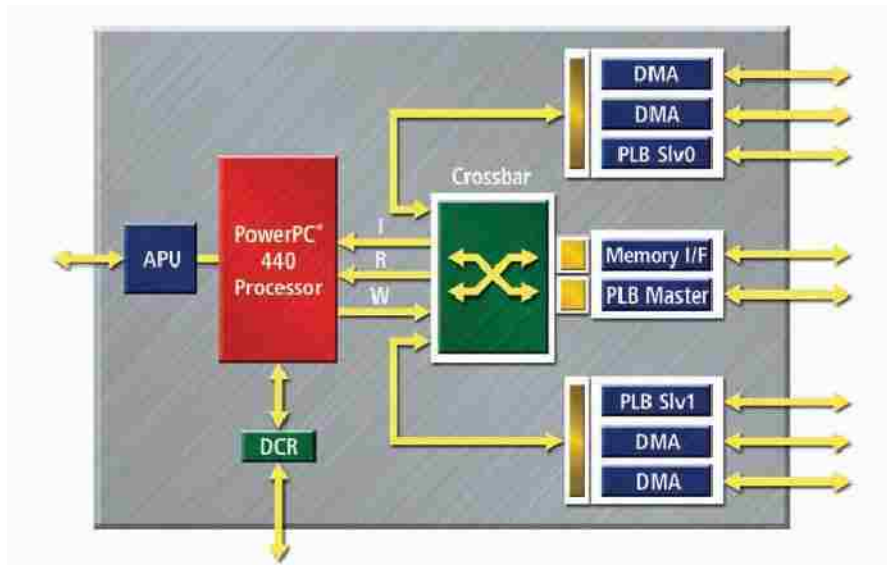 DMA
DMA
PLB Slv0
Crossbar
APU
PowerPC®
440
Processor
I
R
W
Memory I/F
PLB Master
DCR
PLB Slv1
DMA
DMA